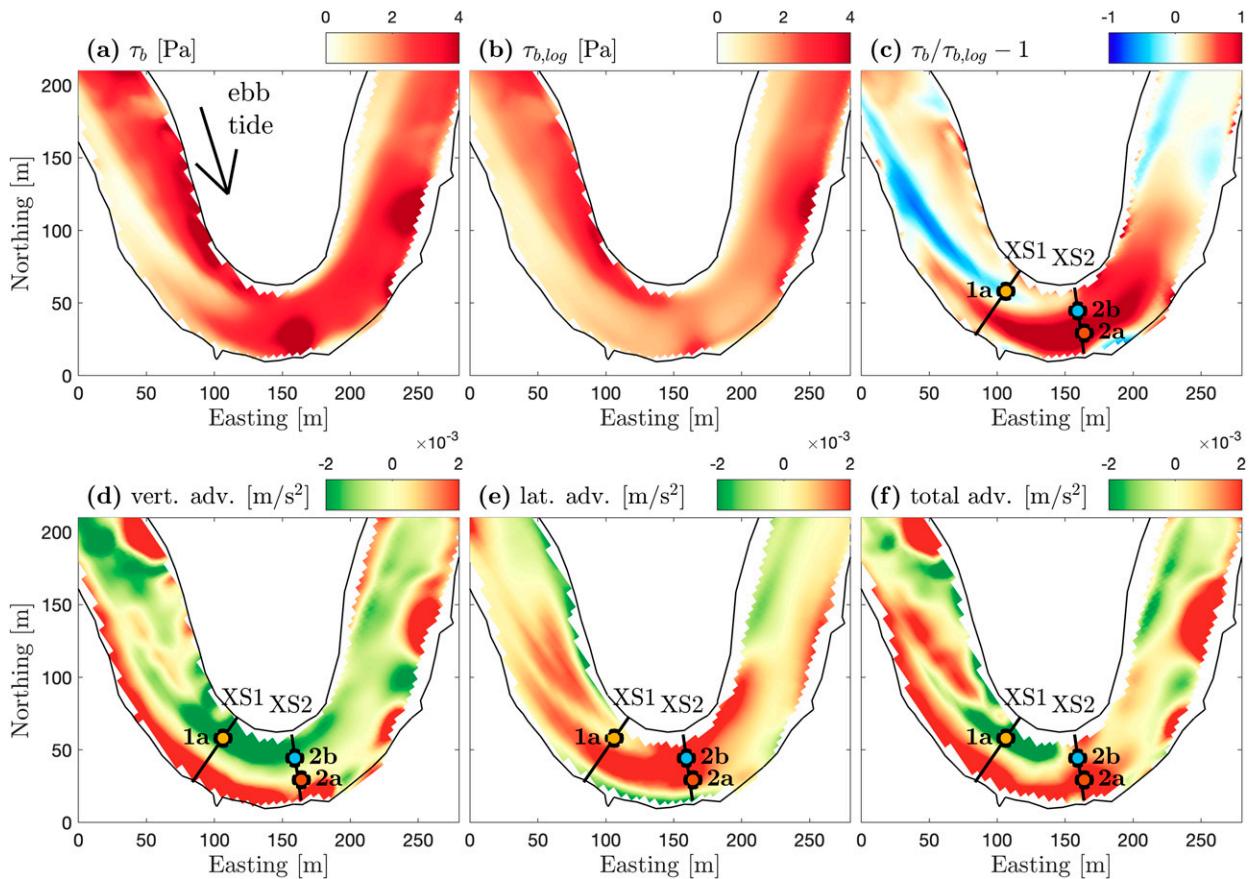 0 2 4
0 2 4
-1 0 1
(a) τb [Pa]
(b) τb,log [Pa]
(c) τb/τb,log − 1
200
150
100
50
0
Northing [m]
ebb
tide
0 50 100 150 200 250
Easting [m]
0 50 100 150 200 250
Easting [m]
XS1
XS2
1a
2b
2a
0 50 100 150 200 250
Easting [m]
×10-3
-2 0 2
×10-3
-2 0 2
×10-3
-2 0 2
(d) vert. adv. [m/s2]
(e) lat. adv. [m/s2]
(f) total adv. [m/s2]
200
150
100
50
0
Northing [m]
XS1
XS2
1a
2b
2a
0 50 100 150 200 250
Easting [m]
XS1
XS2
1a
2b
2a
0 50 100 150 200 250
Easting [m]
XS1
XS2
1a
2b
2a
0 50 100 150 200 250
Easting [m]